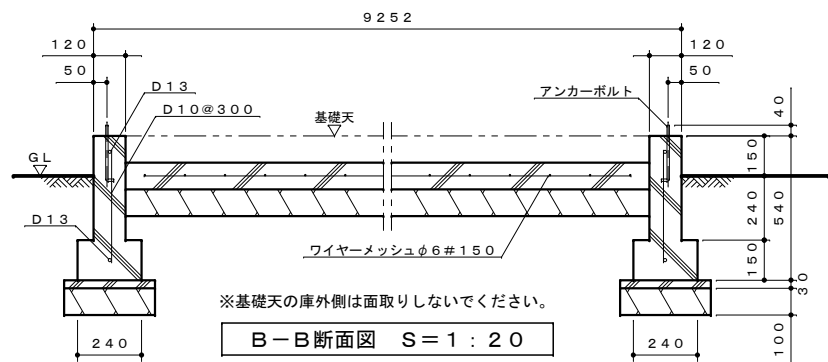 ９２５２
１２０
１２０
５０
５０
Ｄ１３
アンカーボルト
Ｄ１０＠３００
基礎天
４０
ＧＬ
１５０
２４０
５４０
Ｄ１３
ワイヤーメッシュφ６＃１５０
１５０
３０
※基礎天の庫外側は面取りしないでください。
１００
Ｂ－Ｂ断面図　Ｓ＝１：２０
２４０
２４０